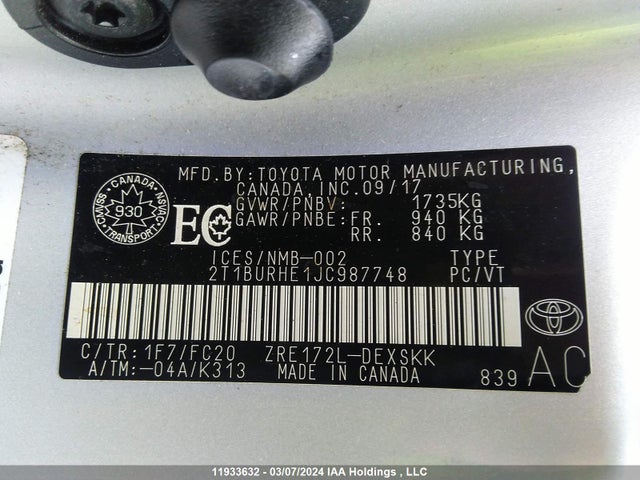 MFD.BY:TOYOTA MOTOR MANUFACTURING,
CANADA, INC.09/17
GVWR/PNBV: 1735KG
GAWR/PNBE:FR. 940 KG
RR. 840 KG
CANADA
CMVSS NSVAC
930
TRANSPORT
EC
ICES/NMB-002 TYPE
2T1BURHE1JC987748 PC/VT
C/TR:1F7/FC20 ZRE172L-DEXSKK
A/TM:-04A/K313 MADE IN CANADA
839 AC
11933632 - 03/07/2024 IAA Holdings , LLC